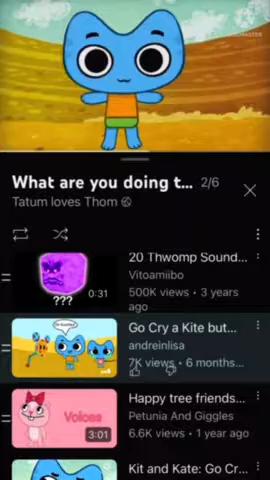 What are you doing t... 2/6
Tatum loves Thom
20 Thwomp Sound...
Vitoamiibo
500K views • 3 years
ago
???
0:31
Go Cry a Kite but...
andreinlisa
7K views • 6 months...
Happy tree friends...
Petunia And Giggles
6.6K views • 1 year ago
Voices
3:01
Kit and Kate: Go Cr...